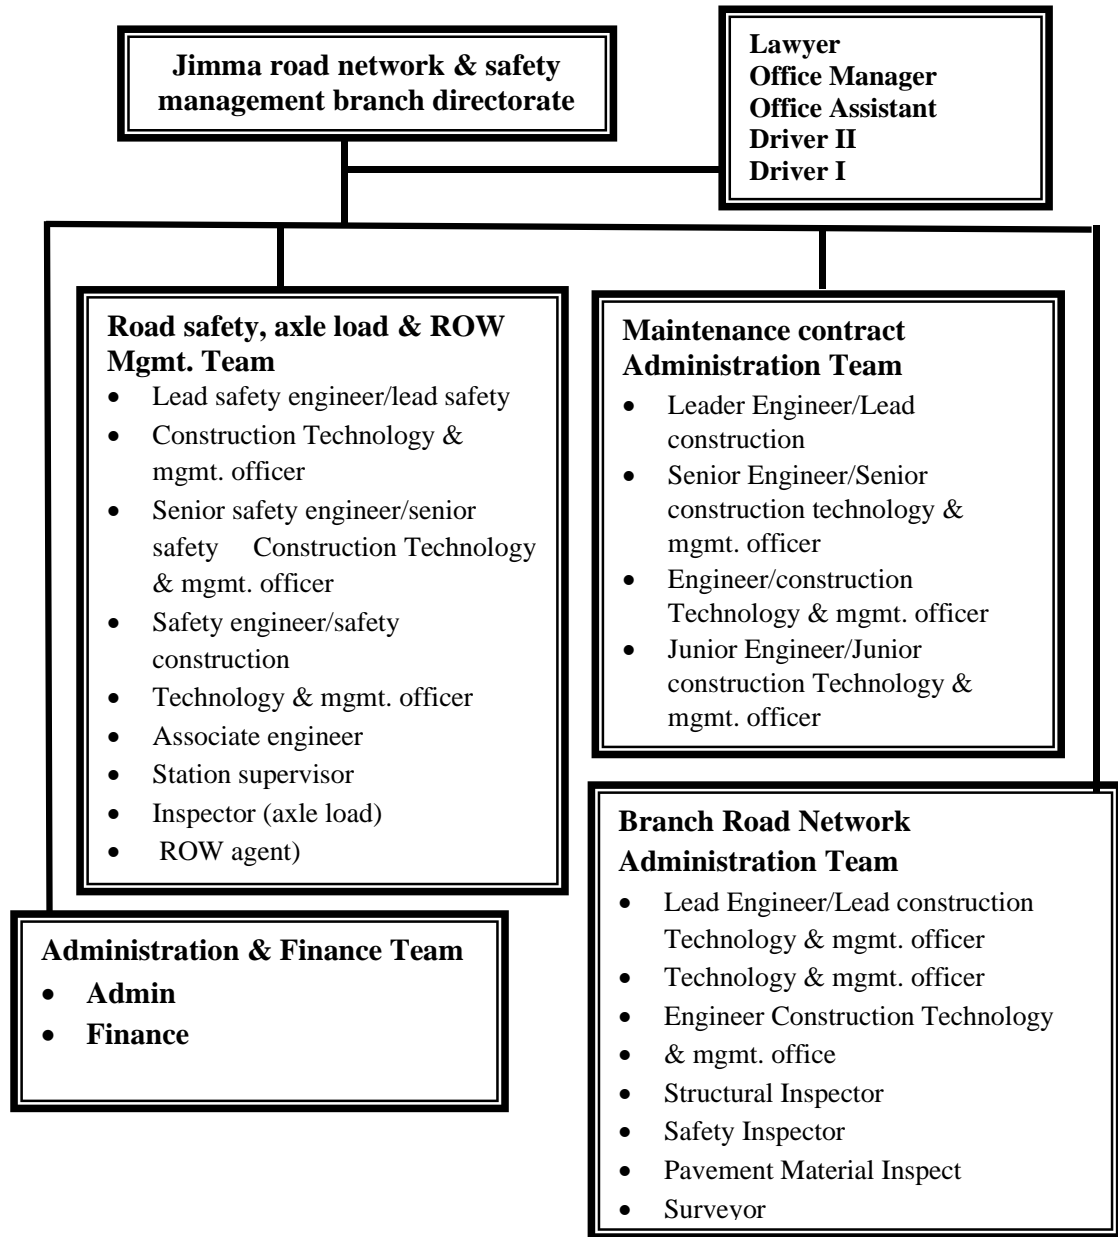 Jimma road network & safety
management branch directorate
Lawyer
Office Manager
Office Assistant
Driver II
Driver I
Road safety, axle load & ROW
Mgmt. Team
• Lead safety engineer/lead safety
• Construction Technology &
mgmt. officer
• Senior safety engineer/senior
safety Construction Technology
& mgmt. officer
• Safety engineer/safety
construction
• Technology & mgmt. officer
• Associate engineer
• Station supervisor
• Inspector (axle load)
• ROW agent)
Maintenance contract
Administration Team
• Leader Engineer/Lead
construction
• Senior Engineer/Senior
construction technology &
mgmt. officer
• Engineer/construction
Technology & mgmt. officer
• Junior Engineer/Junior
construction Technology &
mgmt. officer
Administration & Finance Team
• Admin
• Finance
Branch Road Network
Administration Team
• Lead Engineer/Lead construction
Technology & mgmt. officer
• Technology & mgmt. officer
• Engineer Construction Technology
• & mgmt. office
• Structural Inspector
• Safety Inspector
• Pavement Material Inspect
• Surveyor